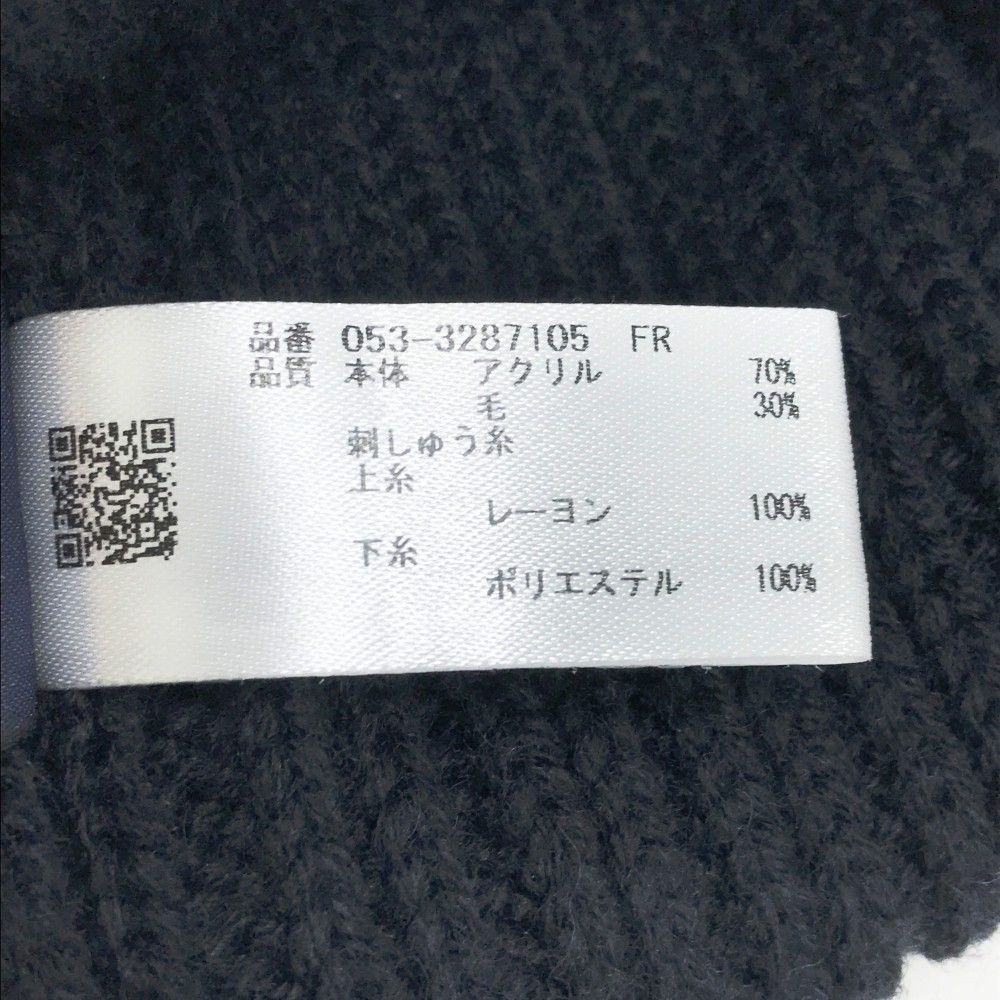 品番 053-3287105 FR
品質 本体 アクリル 70%
毛 30%
刺しゅう糸
上糸
レーヨン 100%
下糸
ポリエステル 100%